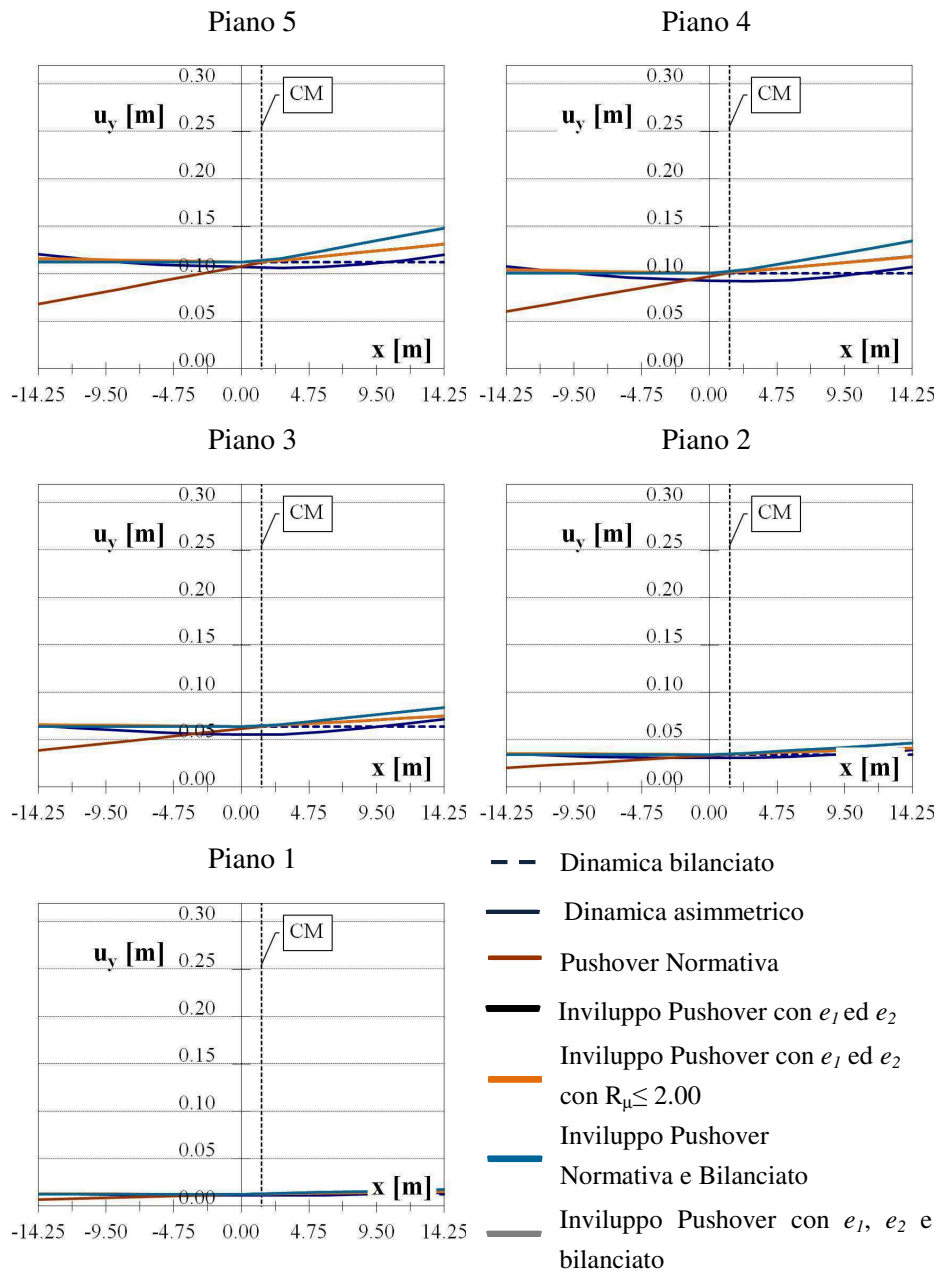 Piano 5
0.30
CM
u_y [m]
0.25
0.20
0.15
0.10
0.05
x [m]
0.00
-14.25 -9.50 -4.75 0.00 4.75 9.50 14.25
Piano 4
0.30
CM
u_y [m]
0.25
0.20
0.15
0.10
0.05
x [m]
0.00
-14.25 -9.50 -4.75 0.00 4.75 9.50 14.25
Piano 3
0.30
CM
u_y [m]
0.25
0.20
0.15
0.10
0.05
x [m]
0.00
-14.25 -9.50 -4.75 0.00 4.75 9.50 14.25
Piano 2
0.30
CM
u_y [m]
0.25
0.20
0.15
0.10
0.05
x [m]
0.00
-14.25 -9.50 -4.75 0.00 4.75 9.50 14.25
Piano 1
0.30
CM
u_y [m]
0.25
0.20
0.15
0.10
0.05
x [m]
0.00
-14.25 -9.50 -4.75 0.00 4.75 9.50 14.25
Dinamica bilanciato
Dinamica asimmetrico
Pushover Normativa
Inviluppo Pushover con e₁ ed e₂
Inviluppo Pushover con e₁ ed e₂
con Rμ≤ 2.00
Inviluppo Pushover
Normativa e Bilanciato
Inviluppo Pushover con e₁, e₂ e
bilanciato